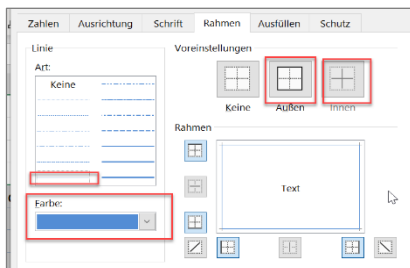 Zahlen Ausrichtung Schrift Rahmen Ausfüllen Schutz
Linie
Art:
Keine
Farbe:
Voreinstellungen
Keine Außen Innen
Rahmen
Text